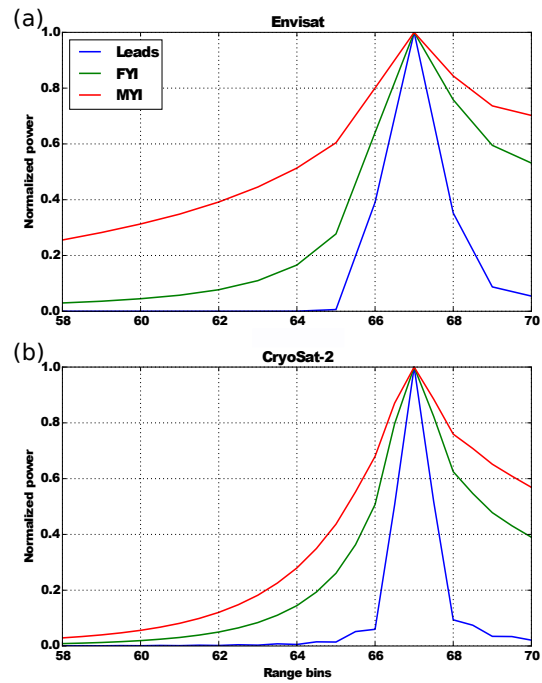 (a)
Envisat
Normalized power
1.0
0.8
0.6
0.4
0.2
0.0
Leads
FYI
MYI
58 60 62 64 66 68 70
(b)
CryoSat-2
Normalized power
1.0
0.8
0.6
0.4
0.2
0.0
58 60 62 64 66 68 70
Range bins